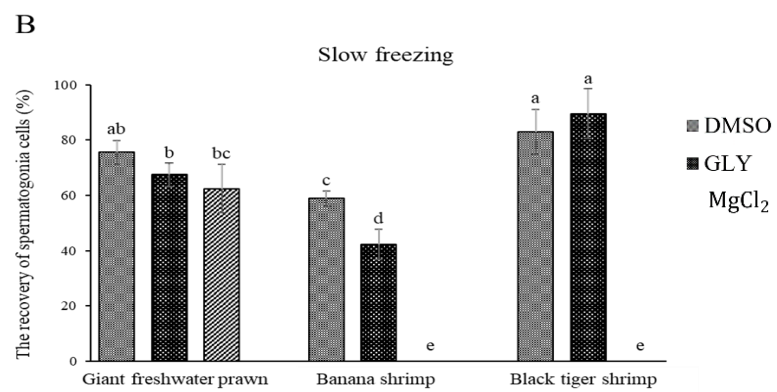 B
Slow freezing
The recovery of spermatogonia cells (%)
100
80
60
40
20
0
ab
b
bc
c
d
e
a
a
e
Giant freshwater prawn
Banana shrimp
Black tiger shrimp
DMSO
GLY
MgCl₂